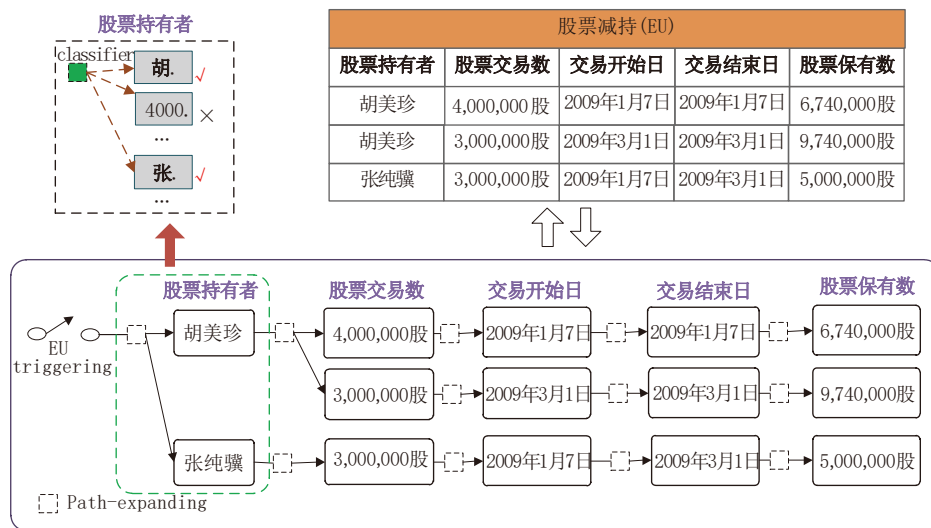 股票持有者
classifier
胡. √
4000. ×
...
张. √
...
股票减持(EU)
股票持有者 股票交易数 交易开始日 交易结束日 股票保有数
胡美珍 4,000,000股 2009年1月7日 2009年1月7日 6,740,000股
胡美珍 3,000,000股 2009年3月1日 2009年3月1日 9,740,000股
张纯骥 3,000,000股 2009年1月7日 2009年3月1日 5,000,000股
股票持有者 股票交易数 交易开始日 交易结束日 股票保有数
EU
triggering
胡美珍 4,000,000股 2009年1月7日 2009年1月7日 6,740,000股
3,000,000股 2009年3月1日 2009年3月1日 9,740,000股
张纯骥 3,000,000股 2009年1月7日 2009年3月1日 5,000,000股
Path-expanding